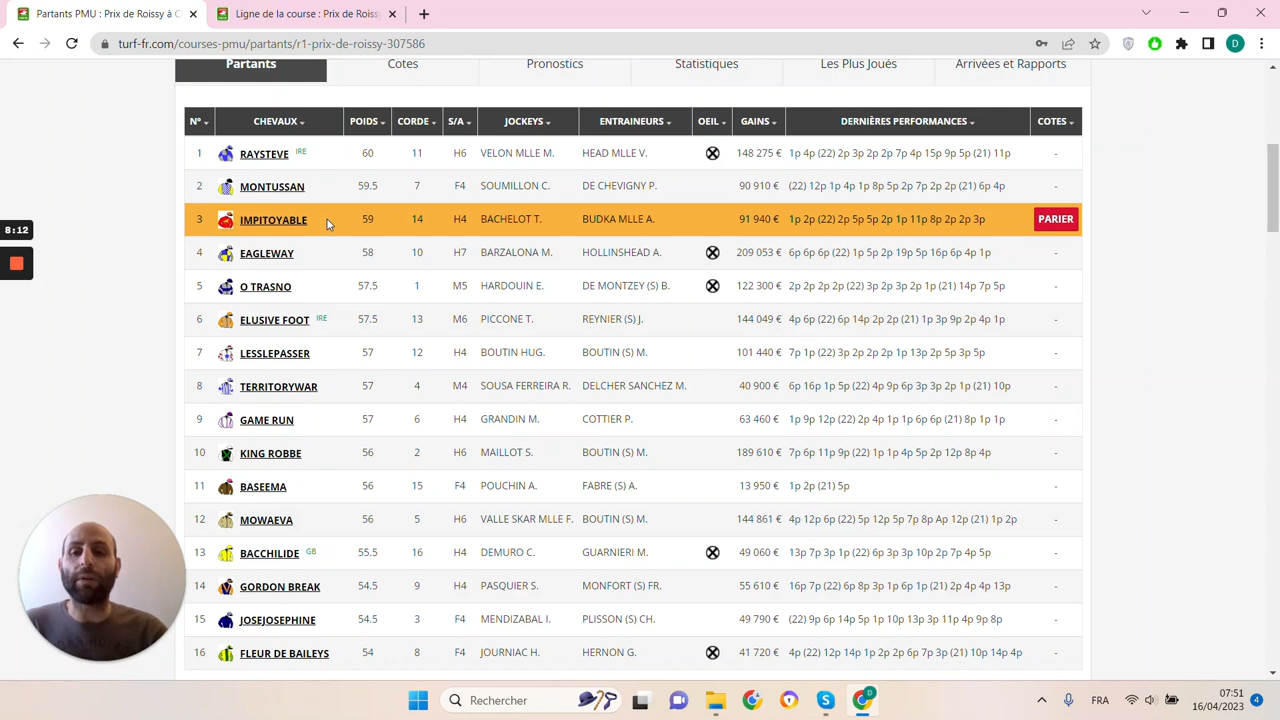 Partants PMU : Prix de Roissy à C
Ligne de la course : Prix de Roiss
turf-fr.com/courses-pmu/partants/r1-prix-de-roissy-307586
D
Partants Cotes Pronostics Statistiques Les Plus Joués Arrivées et Rapports
N° CHEVAUX POIDS CORDE S/A JOCKEYS ENTRAINEURS OEIL GAINS DERNIÈRES PERFORMANCES COTES
1 RAYSTEVE IRE 60 11 H6 VELON MLLE M. HEAD MLLE V. 148 275 € 1p 4p (22) 2p 3p 2p 2p 7p 4p 15p 9p 5p (21) 11p -
2 MONTUSSAN 59.5 7 F4 SOUMILLON C. DE CHEVIGNY P. 90 910 € (22) 12p 1p 4p 1p 8p 5p 2p 7p 2p 2p (21) 6p 4p -
3 IMPITOYABLE 59 14 H4 BACHELOT T. BUDKA MLLE A. 91 940 € 1p 2p (22) 2p 5p 5p 2p 1p 11p 8p 2p 2p 3p PARIER
4 EAGLEWAY 58 10 H7 BARZALONA M. HOLLINSHEAD A. 209 053 € 6p 6p 6p (22) 1p 5p 2p 19p 5p 16p 6p 4p 1p -
5 O TRASNO 57.5 1 M5 HARDOUIN E. DE MONTZEY (S) B. 122 300 € 2p 2p 2p 2p (22) 3p 2p 3p 2p 1p (21) 14p 7p 5p -
6 ELUSIVE FOOT IRE 57.5 13 M6 PICCONE T. REYNIER (S) J. 144 049 € 4p 6p (22) 6p 14p 2p 2p (21) 1p 3p 9p 2p 4p 1p -
7 LESSLEPASSER 57 12 H4 BOUTIN HUG. BOUTIN (S) M. 101 440 € 7p 1p (22) 3p 2p 2p 2p 1p 13p 2p 5p 3p 5p -
8 TERRITORYWAR 57 4 M4 SOUSA FERREIRA R. DELCHER SANCHEZ M. 40 900 € 6p 16p 1p 5p (22) 4p 9p 6p 3p 3p 2p 1p (21) 10p -
9 GAME RUN 57 6 H4 GRANDIN M. COTTIER P. 63 460 € 1p 9p 12p (22) 2p 4p 1p 1p 6p 6p (21) 8p 1p 1p -
10 KING ROBBE 56 2 H6 MAILLOT S. BOUTIN (S) M. 189 610 € 7p 6p 11p 9p (22) 1p 1p 4p 5p 2p 12p 8p 4p -
11 BASEEMA 56 15 F4 POUCHIN A. FABRE (S) A. 13 950 € 1p 2p (21) 5p -
12 MOWAEVA 56 5 H6 VALLE SKAR MLLE F. BOUTIN (S) M. 144 861 € 4p 12p 6p (22) 5p 12p 5p 7p 8p Ap 12p (21) 1p 2p -
13 BACCHILIDE GB 55.5 16 H4 DEMURO C. GUARNIERI M. 49 060 € 13p 7p 3p 1p (22) 6p 3p 3p 10p 2p 7p 4p 5p -
14 GORDON BREAK 54.5 9 H4 PASQUIER S. MONFORT (S) FR. 55 610 € 16p 7p (22) 6p 8p 3p 1p 6p 1p (21) 2p 4p 4p 13p -
15 JOSEJOSEPHINE 54.5 3 F4 MENDIZABAL I. PLISSON (S) CH. 49 790 € (22) 9p 6p 14p 5p 1p 10p 13p 3p 11p 4p 9p 8p -
16 FLEUR DE BAILEYS 54 8 F4 JOURNIAC H. HERNON G. 41 720 € 4p (22) 12p 14p 1p 2p 2p 6p 7p 3p (21) 10p 14p 4p -
8:12
Rechercher
D
FRA
07:51
16/04/2023
4